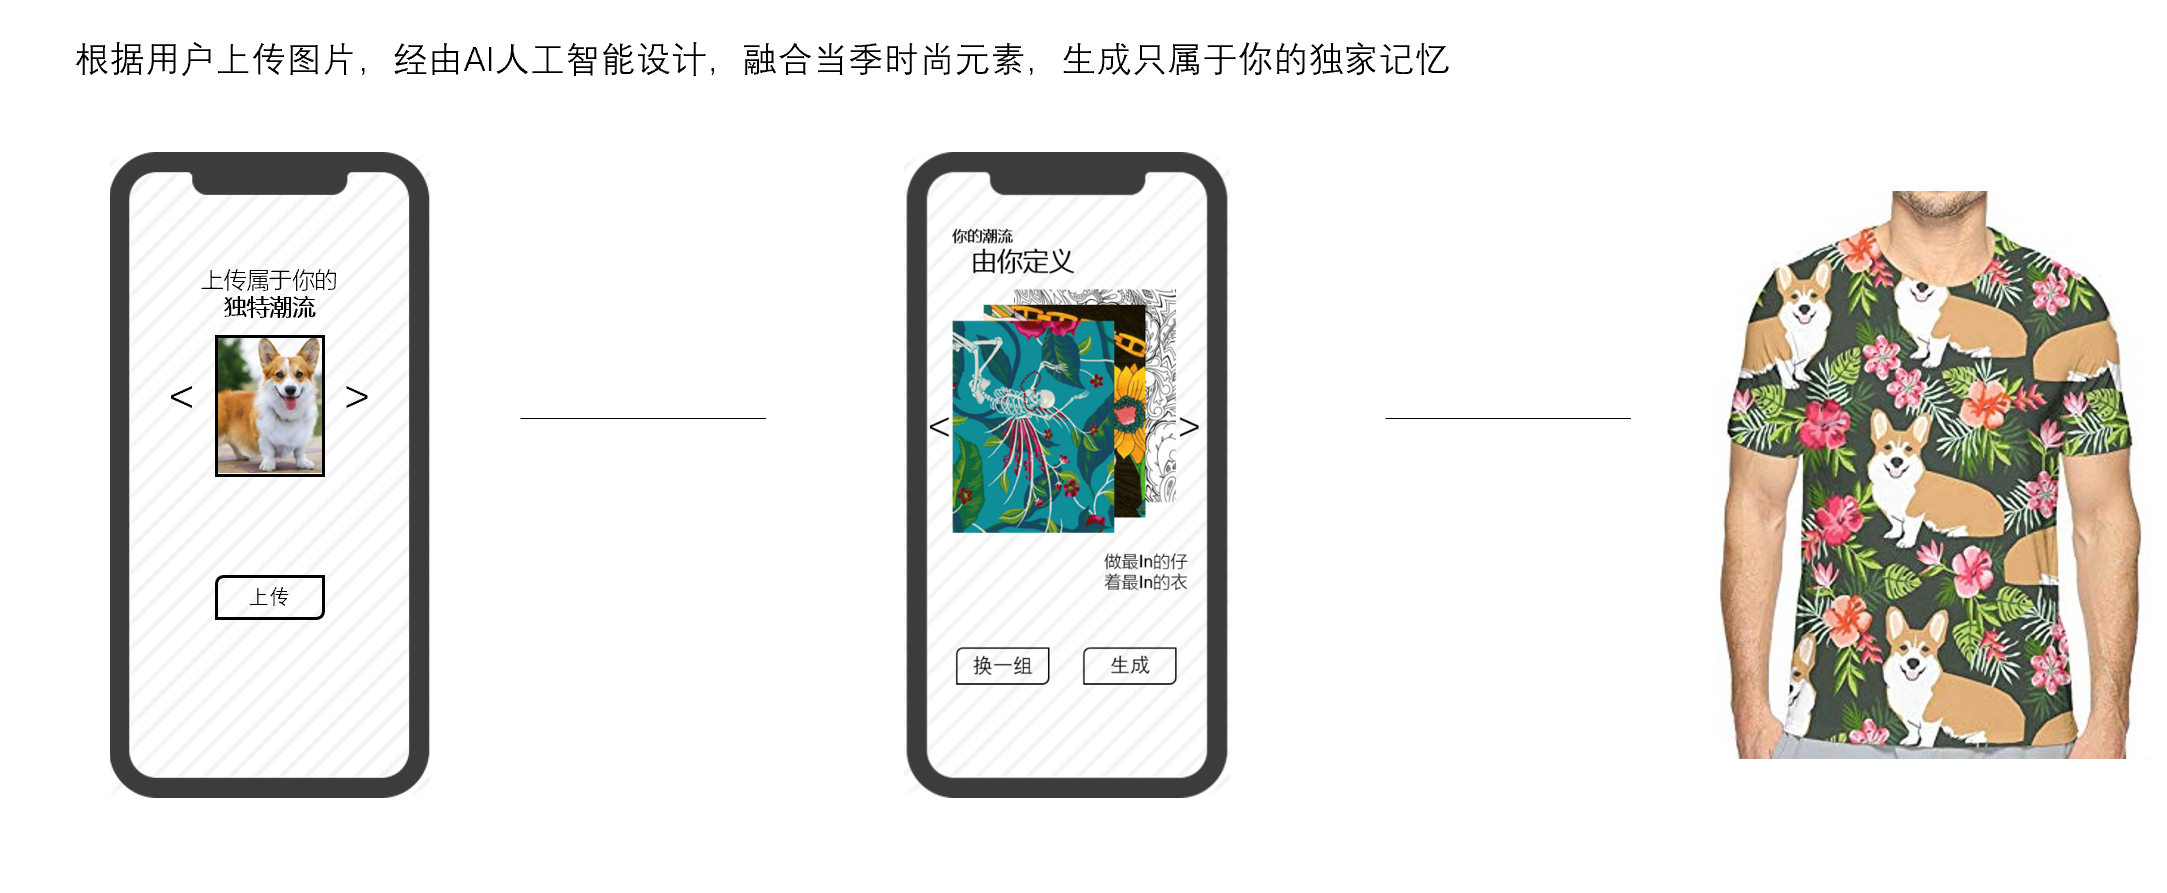 根据用户上传图片，经由AI人工智能设计，融合当季时尚元素，生成只属于你的独家记忆
上传属于你的
独特潮流
<
>
上传
你的潮流
由你定义
<
>
做最In的仔
着最In的衣
换一组
生成